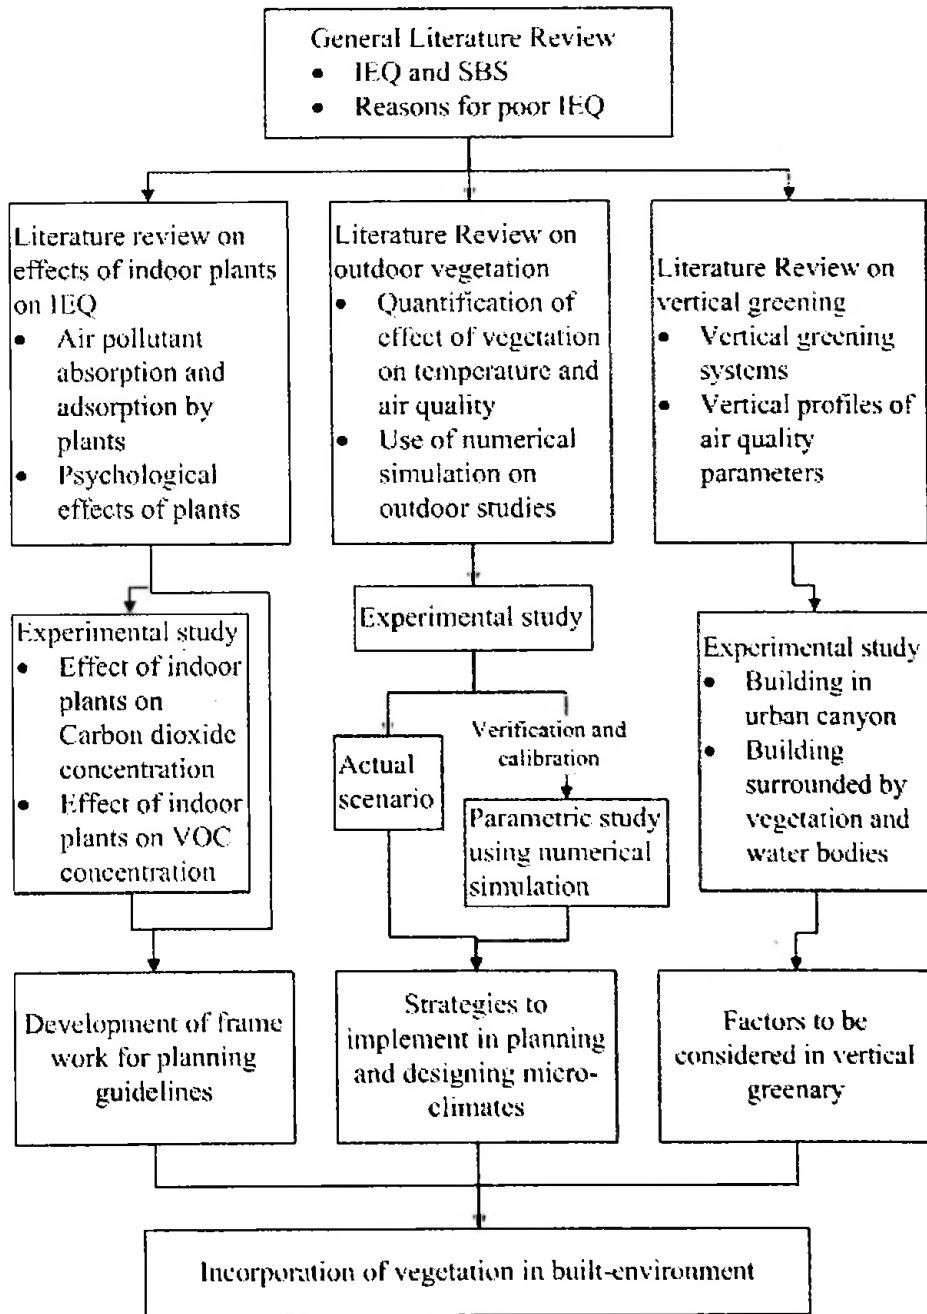 General Literature Review
• IEQ and SBS
• Reasons for poor IEQ
Literature review on
effects of indoor plants
on IEQ
• Air pollutant
absorption and
adsorption by
plants
• Psychological
effects of plants
Literature Review on
outdoor vegetation
• Quantification of
effect of vegetation
on temperature and
air quality
• Use of numerical
simulation on
outdoor studies
Literature Review on
vertical greening
• Vertical greening
systems
• Vertical profiles of
air quality
parameters
Experimental study
• Effect of indoor
plants on
Carbon dioxide
concentration
• Effect of indoor
plants on VOC
concentration
Experimental study
Actual
scenario
Verification and
calibration
Parametric study
using numerical
simulation
Experimental study
• Building in
urban canyon
• Building
surrounded by
vegetation and
water bodies
Development of frame
work for planning
guidelines
Strategies to
implement in planning
and designing micro-
climates
Factors to be
considered in vertical
greenary
Incorporation of vegetation in built-environment